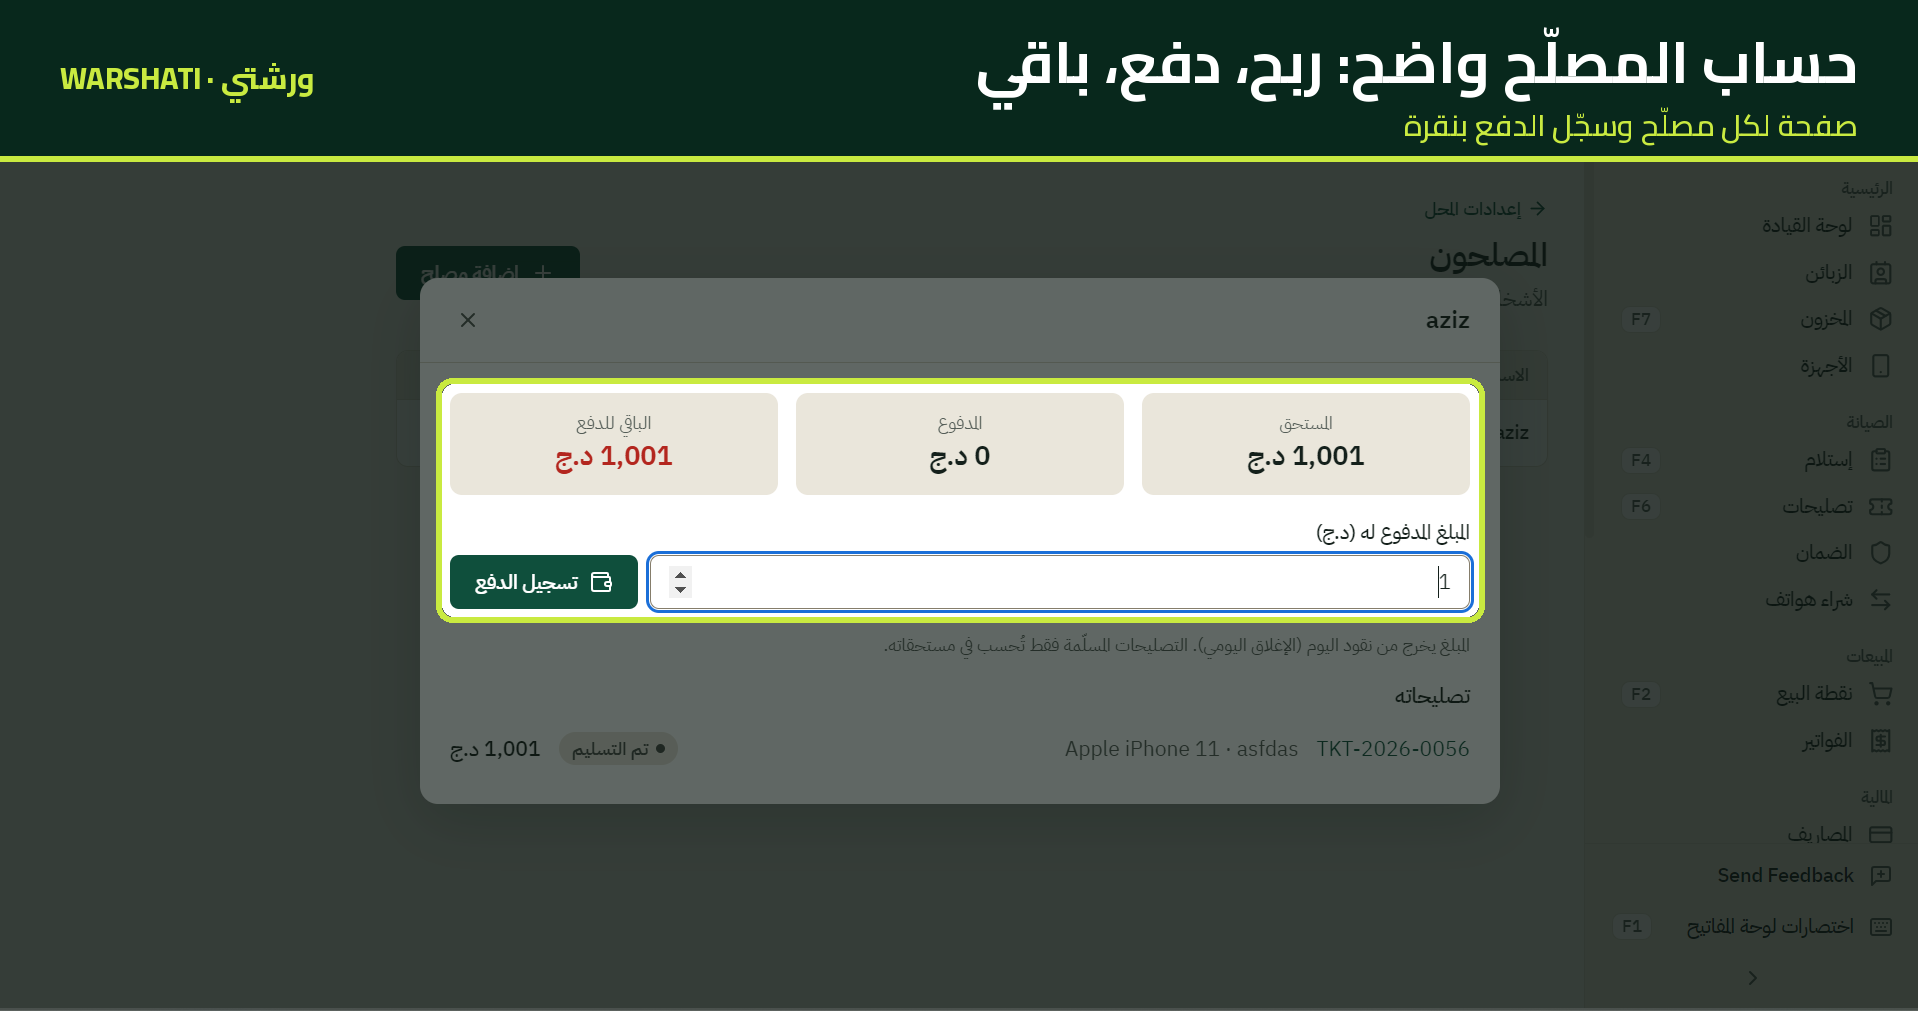 حساب المصلّح واضح: ربح، دفع، باقي
صفحة لكل مصلّح وسجّل الدفع بنقرة
ورشتي · WARSHATI
الرئيسية
لوحة القيادة
الزبائن
المخزون F7
الأجهزة
الصيانة
إستلام F4
تصليحات F6
الضمان
شراء هواتف
المبيعات
نقطة البيع F2
الفواتير
المالية
المصاريف
Send Feedback
اختصارات لوحة المفاتيح F1
إعدادات المحل
المصلحون
aziz
aziz
المستحق
1,001 د.ج
المدفوع
0 د.ج
الباقي للدفع
1,001 د.ج
المبلغ المدفوع له (د.ج)
1
تسجيل الدفع
المبلغ يخرج من نقود اليوم (الإغلاق اليومي). التصليحات المسلّمة فقط تُحسب في مستحقاته.
تصليحاته
TKT-2026-0056 Apple iPhone 11 · asfdas تم التسليم 1,001 د.ج